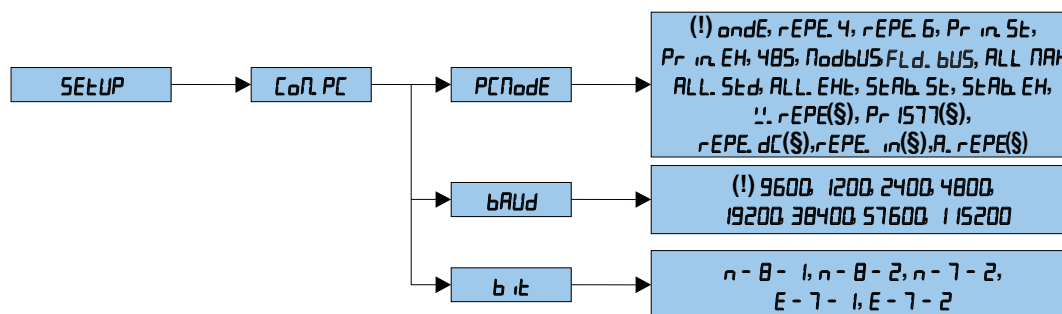 (!) ondE, rEPE. 4, rEPE. 6, Pr in. St,
Pr in. EH, 485, ModbUS, FLd. bUS, ALL MAH
ALL. Std, ALL. EHt, StAb. St, StAb. EH,
rEPE(§), Pr 1577(§),
rEPE. dC(§), rEPE. in(§), A. rEPE(§)
SEtUP
CoM. PC
PCModE
bAUd
(!) 9600, 1200, 2400, 4800,
19200, 38400, 57600, 115200
b it
n - 8 - 1, n - 8 - 2, n - 7 - 2,
E - 7 - 1, E - 7 - 2